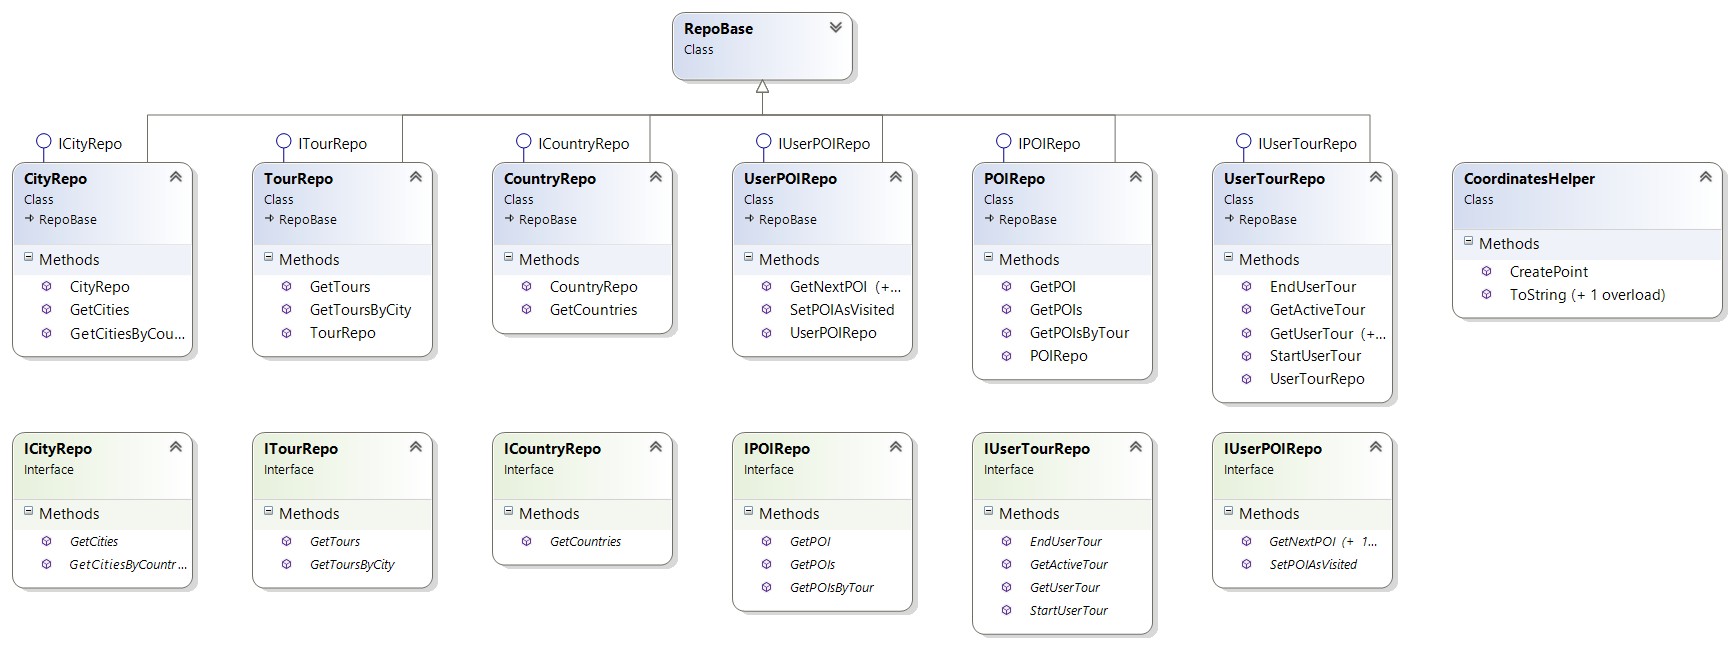 RepoBase
Class
ICityRepo
ITourRepo
ICountryRepo
IUserPOIRepo
IPOIRepo
IUserTourRepo
CityRepo
Class
RepoBase
Methods
CityRepo
GetCities
GetCitiesByCou...
TourRepo
Class
RepoBase
Methods
GetTours
GetToursByCity
TourRepo
CountryRepo
Class
RepoBase
Methods
CountryRepo
GetCountries
UserPOIRepo
Class
RepoBase
Methods
GetNextPOI (+...
SetPOIAsVisited
UserPOIRepo
POIRepo
Class
RepoBase
Methods
GetPOI
GetPOIs
GetPOIsByTour
POIRepo
UserTourRepo
Class
RepoBase
Methods
EndUserTour
GetActiveTour
GetUserTour (+...
StartUserTour
UserTourRepo
CoordinatesHelper
Class
Methods
CreatePoint
ToString (+ 1 overload)
ICityRepo
Interface
Methods
GetCities
GetCitiesByCountr...
ITourRepo
Interface
Methods
GetTours
GetToursByCity
ICountryRepo
Interface
Methods
GetCountries
IPOIRepo
Interface
Methods
GetPOI
GetPOIs
GetPOIsByTour
IUserTourRepo
Interface
Methods
EndUserTour
GetActiveTour
GetUserTour
StartUserTour
IUserPOIRepo
Interface
Methods
GetNextPOI (+ 1...
SetPOIAsVisited